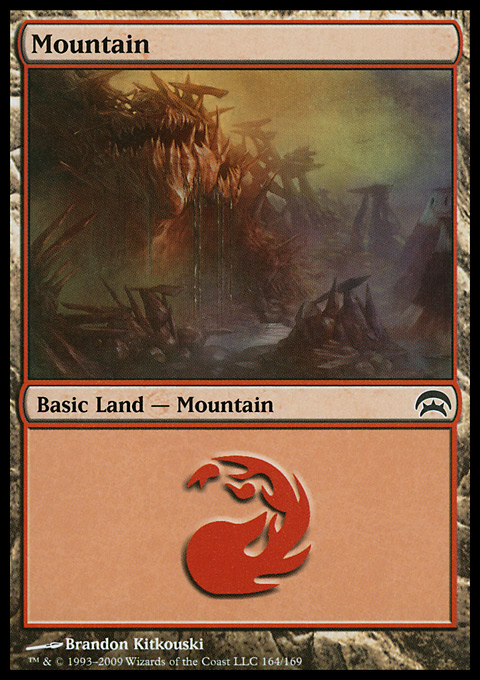 Mountain
Basic Land — Mountain
Brandon Kitkouski
™ & © 1993–2009 Wizards of the Coast LLC 164/169